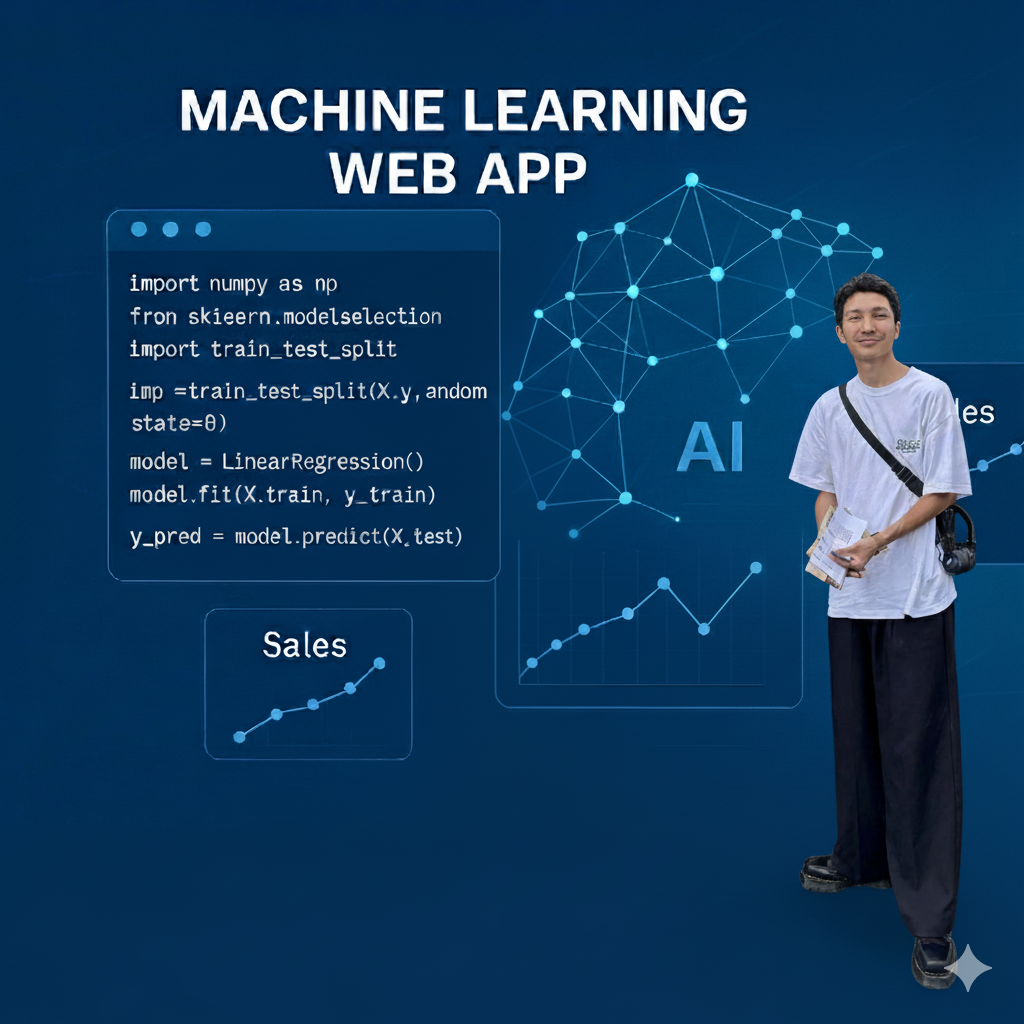 MACHINE LEARNING
WEB APP
import numpy as np
fron skieern.modelselection
import train_test_split
imp =train_test_split(X.y,andom
state=0)
model = LinearRegression()
model.fit(X.train, y_train)
y_pred = model.predict(X.test)
AI
les
Sales